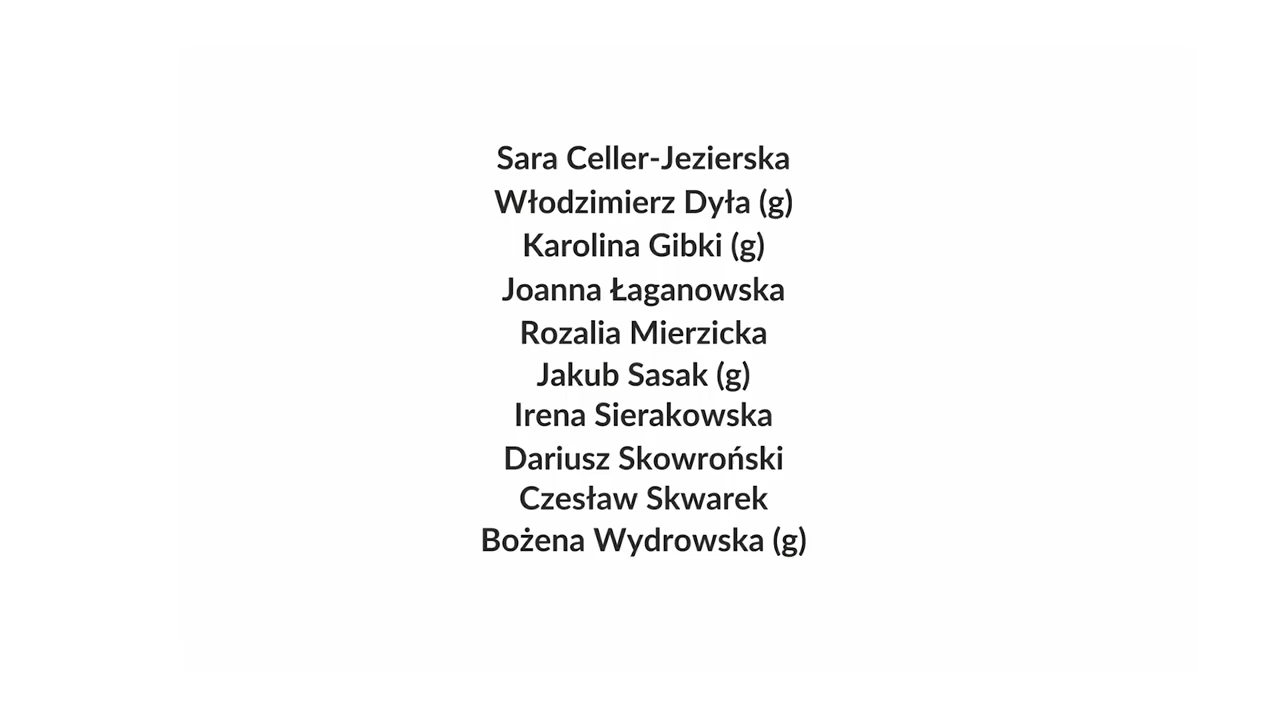 Sara Celler-Jezierska
Włodzimierz Dyła (g)
Karolina Gibki (g)
Joanna Łaganowska
Rozalia Mierzicka
Jakub Sasak (g)
Irena Sierakowska
Dariusz Skowroński
Czesław Skwarek
Bożena Wydrowska (g)